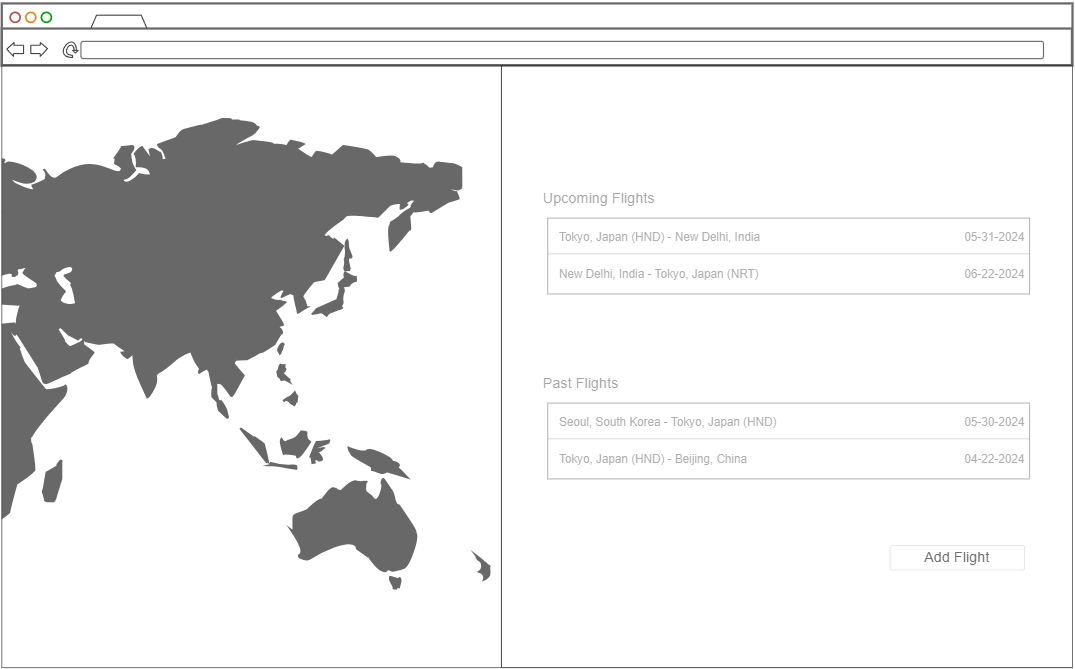 Upcoming Flights
Tokyo, Japan (HND) - New Delhi, India 05-31-2024
New Delhi, India - Tokyo, Japan (NRT) 06-22-2024
Past Flights
Seoul, South Korea - Tokyo, Japan (HND) 05-30-2024
Tokyo, Japan (HND) - Beijing, China 04-22-2024
Add Flight